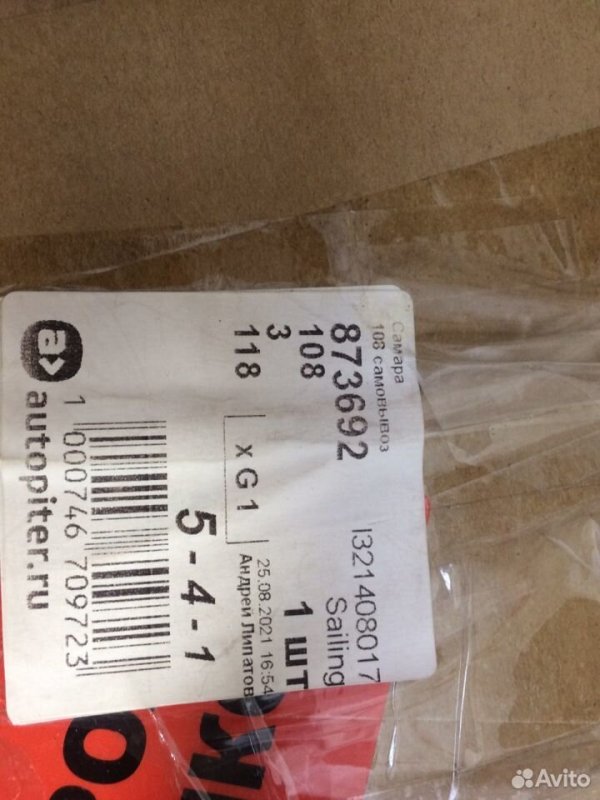 Самара
108 самовывоз
873692
I321408017
108
Sailing
3
1 шт
118
x G 1
25.08.2021 16:54
Андрей Липатов
5 - 4 - 1
1 000746 709723
a>
autopiter.ru
Avito